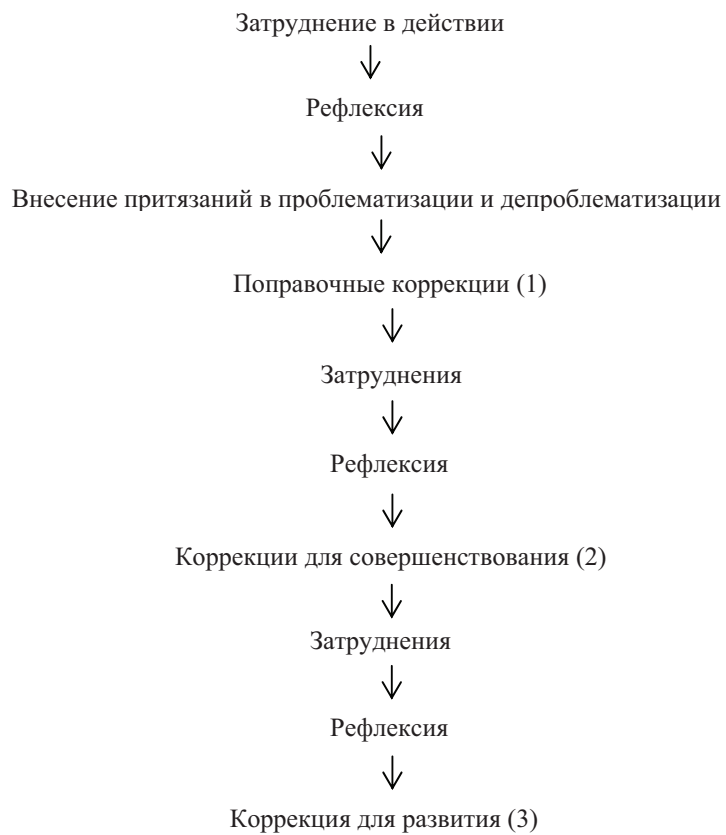 Затруднение в действии
Рефлексия
Внесение притязаний в проблематизации и депроблематизации
Поправочные коррекции (1)
Затруднения
Рефлексия
Коррекции для совершенствования (2)
Затруднения
Рефлексия
Коррекция для развития (3)